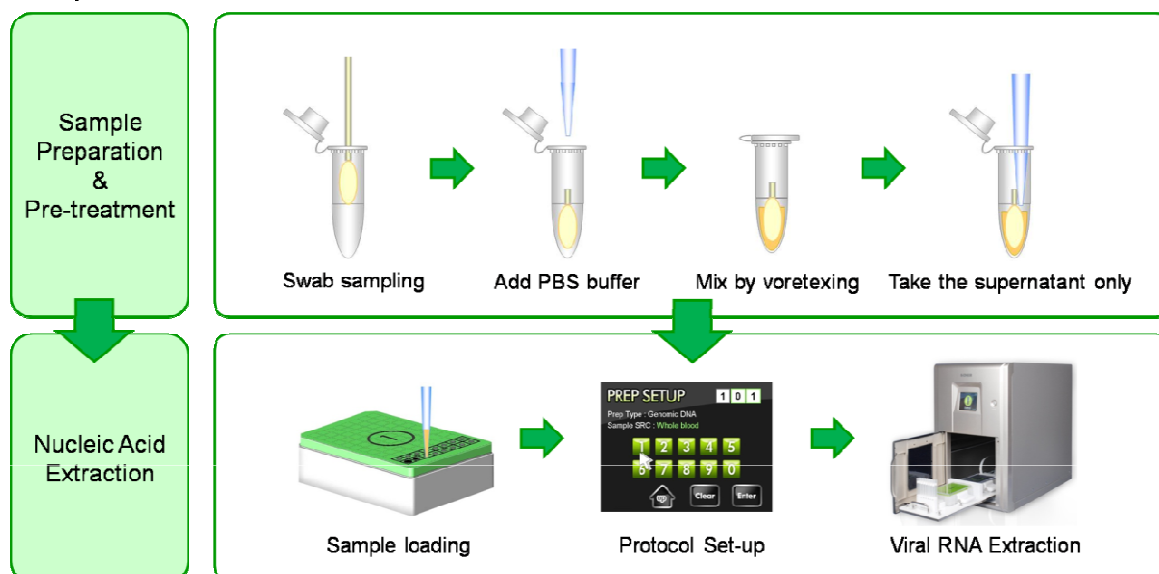 Sample
Preparation
&
Pre-treatment
Swab sampling
Add PBS buffer
Mix by voretexing
Take the supernatant only
Nucleic Acid
Extraction
1
PREP SETUP
1 0 1
Prep Type : Genomic DNA
Sample SRC : Whole blood
1 2 3 4 5
6 7 8 9 0
Clear
Enter
Sample loading
Protocol Set-up
Viral RNA Extraction